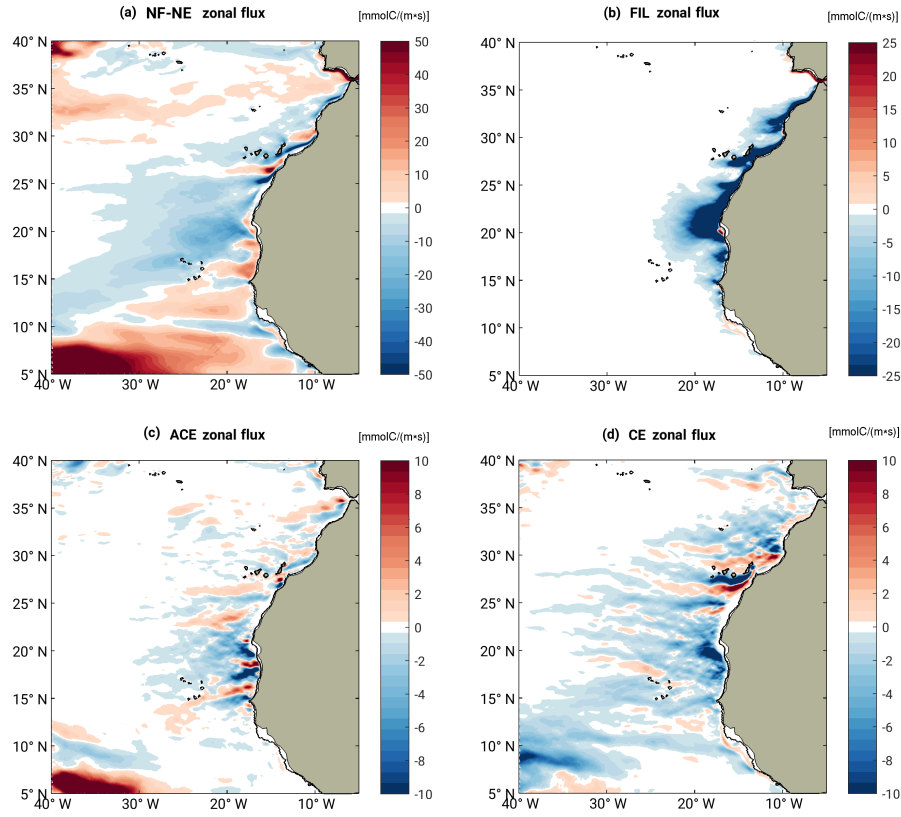 (a) NF-NE zonal flux
[mmolC/(m*s)]
40° N
35° N
30° N
25° N
20° N
15° N
10° N
5° N
40° W
30° W
20° W
10° W
50
40
30
20
10
0
-10
-20
-30
-40
-50
(b) FIL zonal flux
[mmolC/(m*s)]
40° N
35° N
30° N
25° N
20° N
15° N
10° N
5° N
40° W
30° W
20° W
10° W
25
20
15
10
5
0
-5
-10
-15
-20
-25
(c) ACE zonal flux
[mmolC/(m*s)]
40° N
35° N
30° N
25° N
20° N
15° N
10° N
5° N
40° W
30° W
20° W
10° W
10
8
6
4
2
0
-2
-4
-6
-8
-10
(d) CE zonal flux
[mmolC/(m*s)]
40° N
35° N
30° N
25° N
20° N
15° N
10° N
5° N
40° W
30° W
20° W
10° W
10
8
6
4
2
0
-2
-4
-6
-8
-10